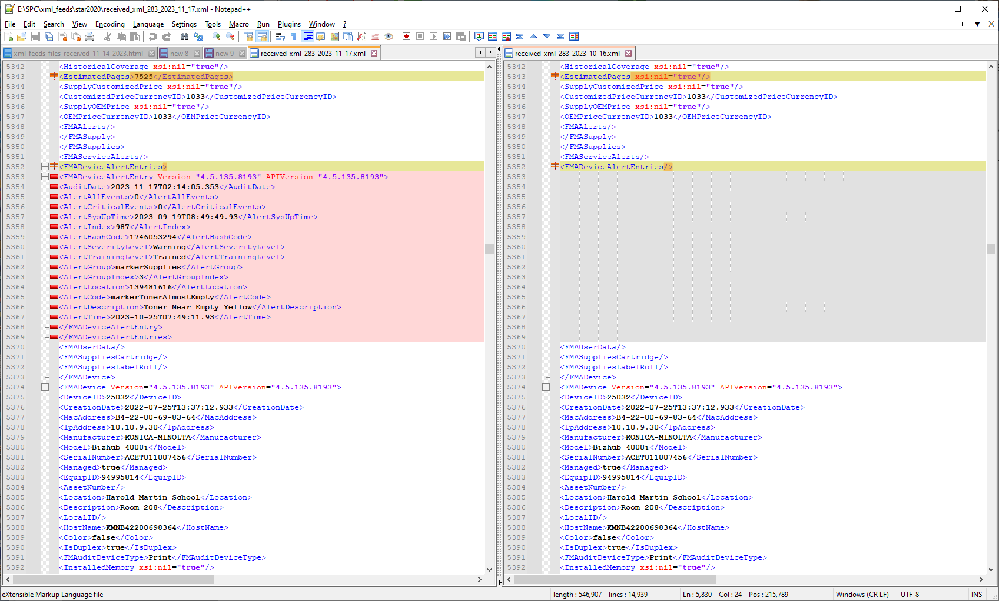 E:\SPC\xml_feeds\star2020\received_xml_283_2023_11_17.xml - Notepad++
File Edit Search View Encoding Language Settings Tools Macro Run Plugins Window ?
xml_feeds_files_received_11_14_2023.html new 8 new 9 received_xml_283_2023_11_17.xml
5342 <HistoricalCoverage xsi:nil="true"/>
5343 <EstimatedPages>7525</EstimatedPages>
5344 <SupplyCustomizedPrice xsi:nil="true"/>
5345 <CustomizedPriceCurrencyID>1033</CustomizedPriceCurrencyID>
5346 <SupplyOEMPrice xsi:nil="true"/>
5347 <OEMPriceCurrencyID>1033</OEMPriceCurrencyID>
5348 <FMAAlerts/>
5349 </FMASupply>
5350 </FMASupplies>
5351 <FMAServiceAlerts/>
5352 <FMADeviceAlertEntries>
5353 <FMADeviceAlertEntry Version="4.5.135.8193" APIVersion="4.5.135.8193">
5354 <AuditDate>2023-11-17T02:14:05.353</AuditDate>
5355 <AlertAllEvents>0</AlertAllEvents>
5356 <AlertCriticalEvents>0</AlertCriticalEvents>
5357 <AlertSysUpTime>2023-09-19T08:49:49.93</AlertSysUpTime>
5358 <AlertIndex>987</AlertIndex>
5359 <AlertHashCode>1746053294</AlertHashCode>
5360 <AlertSeverityLevel>Warning</AlertSeverityLevel>
5361 <AlertTrainingLevel>Trained</AlertTrainingLevel>
5362 <AlertGroup>markerSupplies</AlertGroup>
5363 <AlertGroupIndex>3</AlertGroupIndex>
5364 <AlertLocation>139481616</AlertLocation>
5365 <AlertCode>markerTonerAlmostEmpty</AlertCode>
5366 <AlertDescription>Toner Near Empty Yellow</AlertDescription>
5367 <AlertTime>2023-10-25T07:49:11.93</AlertTime>
5368 </FMADeviceAlertEntry>
5369 </FMADeviceAlertEntries>
5370 <FMAUserData/>
5371 <FMASuppliesCartridge/>
5372 <FMASuppliesLabelRoll/>
5373 </FMADevice>
5374 <FMADevice Version="4.5.135.8193" APIVersion="4.5.135.8193">
5375 <DeviceID>25032</DeviceID>
5376 <CreationDate>2022-07-25T13:37:12.933</CreationDate>
5377 <MacAddress>B4-22-00-69-83-64</MacAddress>
5378 <IpAddress>10.10.9.30</IpAddress>
5379 <Manufacturer>KONICA-MINOLTA</Manufacturer>
5380 <Model>Bizhub 4000i</Model>
5381 <SerialNumber>ACET011007456</SerialNumber>
5382 <Managed>true</Managed>
5383 <EquipID>94995814</EquipID>
5384 <AssetNumber/>
5385 <Location>Harold Martin School</Location>
5386 <Description>Room 208</Description>
5387 <LocalID/>
5388 <HostName>KMNB42200698364</HostName>
5389 <Color>false</Color>
5390 <IsDuplex>true</IsDuplex>
5391 <FMAuditDeviceType>Print</FMAuditDeviceType>
5392 <InstalledMemory xsi:nil="true"/>
received_xml_283_2023_10_16.xml
5342 <HistoricalCoverage xsi:nil="true"/>
5343 <EstimatedPages xsi:nil="true"/>
5344 <SupplyCustomizedPrice xsi:nil="true"/>
5345 <CustomizedPriceCurrencyID>1033</CustomizedPriceCurrencyID>
5346 <SupplyOEMPrice xsi:nil="true"/>
5347 <OEMPriceCurrencyID>1033</OEMPriceCurrencyID>
5348 <FMAAlerts/>
5349 </FMASupply>
5350 </FMASupplies>
5351 <FMAServiceAlerts/>
5352 <FMADeviceAlertEntries/>
5353
5354
5355
5356
5357
5358
5359
5360
5361
5362
5363
5364
5365
5366
5367
5368
5369
5370 <FMAUserData/>
5371 <FMASuppliesCartridge/>
5372 <FMASuppliesLabelRoll/>
5373 </FMADevice>
5374 <FMADevice Version="4.5.135.8193" APIVersion="4.5.135.8193">
5375 <DeviceID>25032</DeviceID>
5376 <CreationDate>2022-07-25T13:37:12.933</CreationDate>
5377 <MacAddress>B4-22-00-69-83-64</MacAddress>
5378 <IpAddress>10.10.9.30</IpAddress>
5379 <Manufacturer>KONICA-MINOLTA</Manufacturer>
5380 <Model>Bizhub 4000i</Model>
5381 <SerialNumber>ACET011007456</SerialNumber>
5382 <Managed>true</Managed>
5383 <EquipID>94995814</EquipID>
5384 <AssetNumber/>
5385 <Location>Harold Martin School</Location>
5386 <Description>Room 208</Description>
5387 <LocalID/>
5388 <HostName>KMNB42200698364</HostName>
5389 <Color>false</Color>
5390 <IsDuplex>true</IsDuplex>
5391 <FMAuditDeviceType>Print</FMAuditDeviceType>
5392 <InstalledMemory xsi:nil="true"/>
eXtensible Markup Language file length : 546,907 lines : 14,939 Ln : 5,830 Col : 24 Pos : 215,789 Windows (CR LF) UTF-8 INS